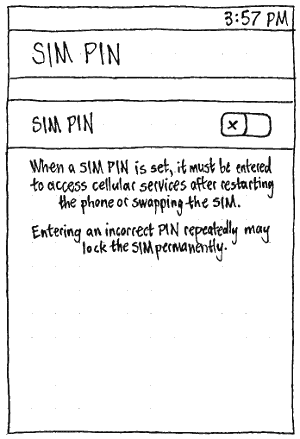 3:57 PM
SIM PIN
SIM PIN
x
When a SIM PIN is set, it must be entered
to access cellular services after restarting
the phone or swapping the SIM.
Entering an incorrect PIN repeatedly may
lock the SIM permanently.